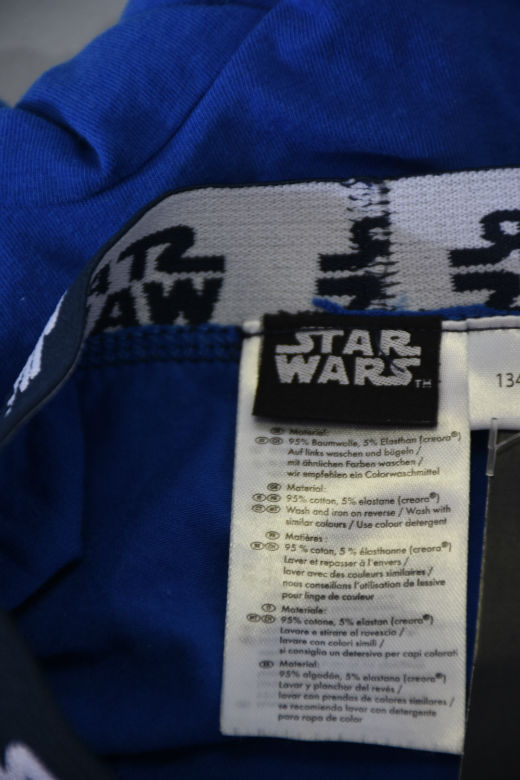 STAR
WARS
TM
134
Material:
95% Baumwolle, 5% Elasthan (creora®)
Auf links waschen und bügeln /
mit ähnlichen Farben waschen /
wir empfehlen ein Colorwaschmittel
Material:
95% cotton, 5% elastane (creora®)
Wash and iron on reverse / Wash with
similar colours / Use colour detergent
Matières :
95 % coton, 5 % élasthanne (creora®)
Laver et repasser à l'envers /
laver avec des couleurs similaires /
nous conseillons l'utilisation de lessive
pour linge de couleur
Materiale:
95% cotone, 5% elastan (creora®)
Lavare e stirare al rovescio /
lavare con colori simili /
si consiglia un detersivo per capi colorati
Material:
95% algodón, 5% elastano (creora®)
Lavar y planchar del revés /
lavar con prendas de colores similares /
se recomienda lavar con detergente
para ropa de color